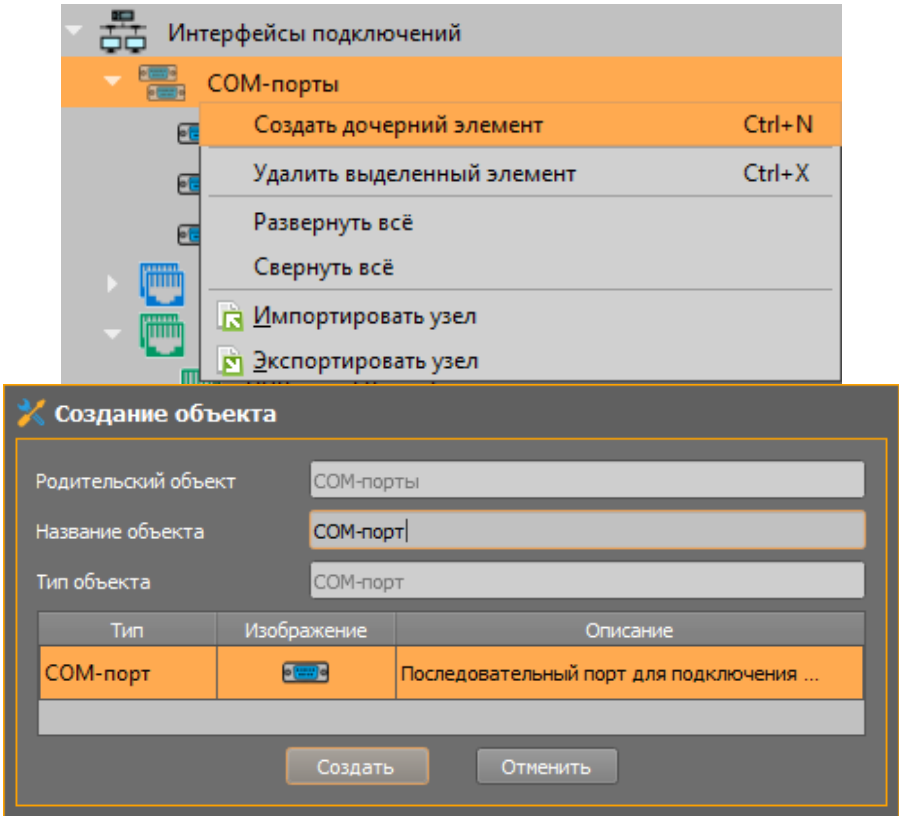 Интерфейсы подключений
COM-порты
Создать дочерний элемент Ctrl+N
Удалить выделенный элемент Ctrl+X
Развернуть всё
Свернуть всё
Импортировать узел
Экспортировать узел
Создание объекта
Родительский объект COM-порты
Название объекта COM-порт
Тип объекта COM-порт
Тип Изображение Описание
COM-порт Последовательный порт для подключения ...
Создать Отменить